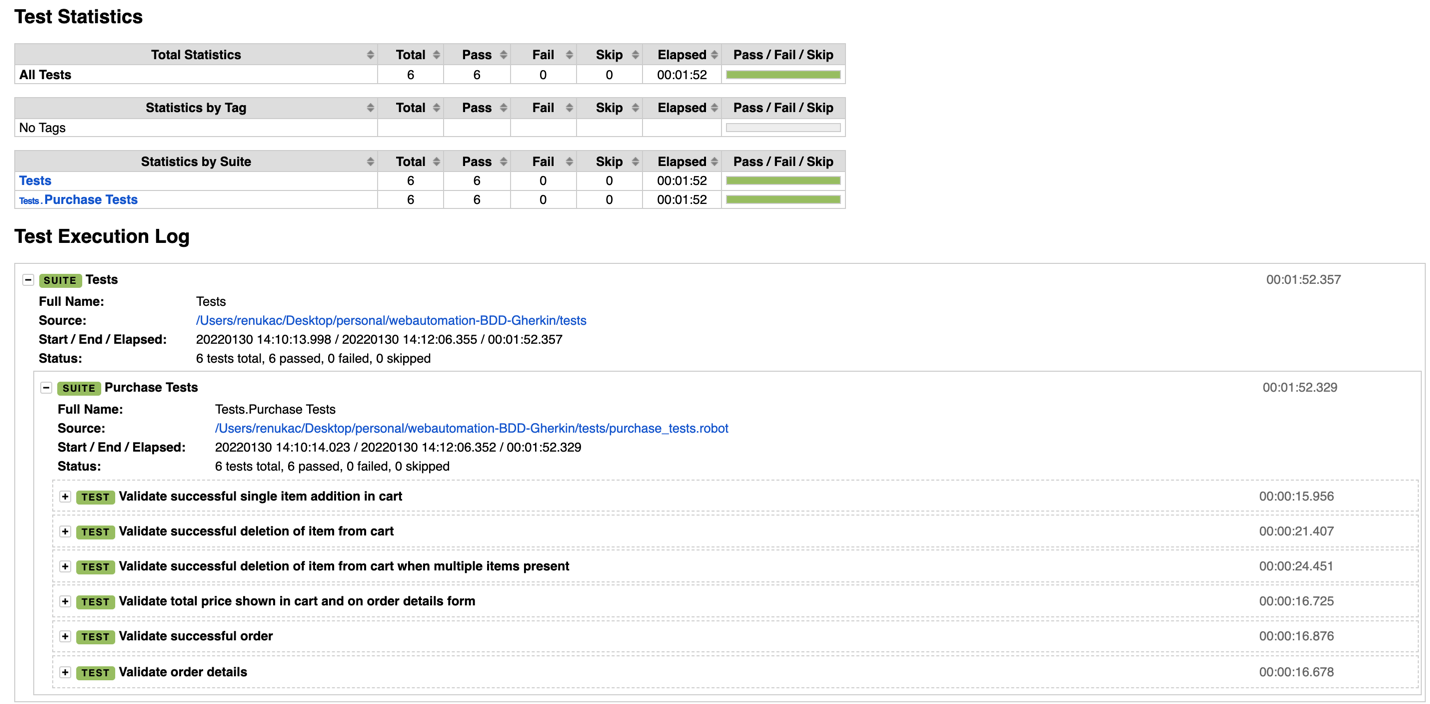 Test Statistics
Total Statistics Total Pass Fail Skip Elapsed Pass / Fail / Skip
All Tests 6 6 0 0 00:01:52
Statistics by Tag Total Pass Fail Skip Elapsed Pass / Fail / Skip
No Tags
Statistics by Suite Total Pass Fail Skip Elapsed Pass / Fail / Skip
Tests 6 6 0 0 00:01:52
Tests . Purchase Tests 6 6 0 0 00:01:52
Test Execution Log
SUITE Tests 00:01:52.357
Full Name: Tests
Source: /Users/renukac/Desktop/personal/webautomation-BDD-Gherkin/tests
Start / End / Elapsed: 20220130 14:10:13.998 / 20220130 14:12:06.355 / 00:01:52.357
Status: 6 tests total, 6 passed, 0 failed, 0 skipped
SUITE Purchase Tests 00:01:52.329
Full Name: Tests.Purchase Tests
Source: /Users/renukac/Desktop/personal/webautomation-BDD-Gherkin/tests/purchase_tests.robot
Start / End / Elapsed: 20220130 14:10:14.023 / 20220130 14:12:06.352 / 00:01:52.329
Status: 6 tests total, 6 passed, 0 failed, 0 skipped
TEST Validate successful single item addition in cart 00:00:15.956
TEST Validate successful deletion of item from cart 00:00:21.407
TEST Validate successful deletion of item from cart when multiple items present 00:00:24.451
TEST Validate total price shown in cart and on order details form 00:00:16.725
TEST Validate successful order 00:00:16.876
TEST Validate order details 00:00:16.678